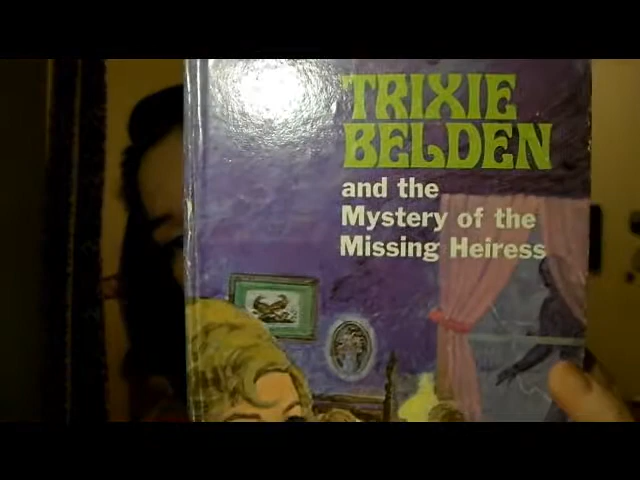 TRIXIE
BELDEN
and the
Mystery of the
Missing Heiress